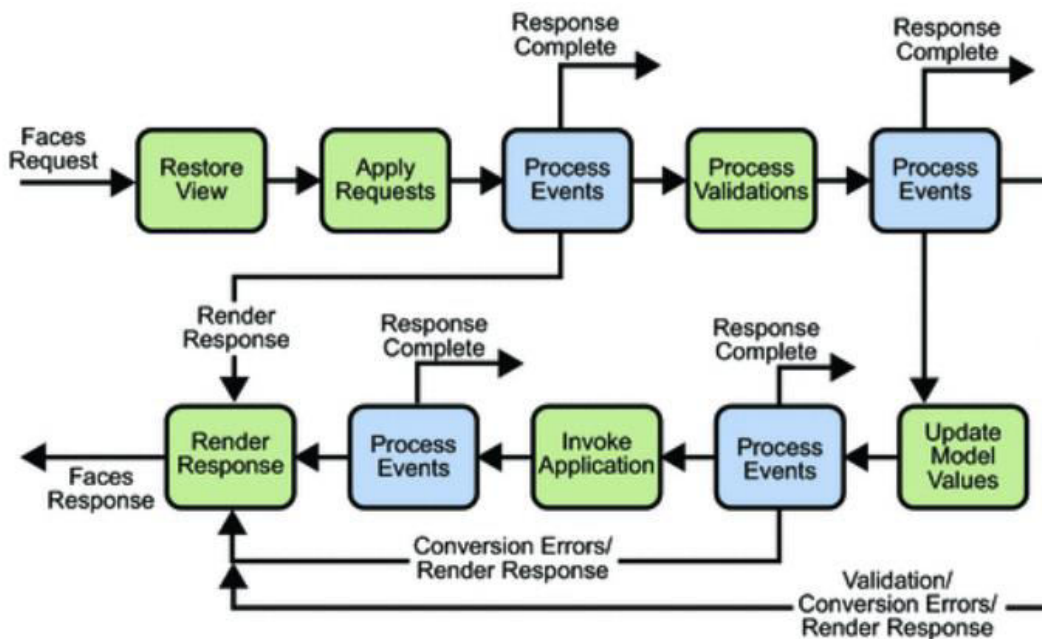 Response
Complete
Response
Complete
Faces
Request
Restore
View
Apply
Requests
Process
Events
Process
Validations
Process
Events
Render
Response
Response
Complete
Response
Complete
Render
Response
Process
Events
Invoke
Application
Process
Events
Update
Model
Values
Faces
Response
Conversion Errors/
Render Response
Validation/
Conversion Errors/
Render Response